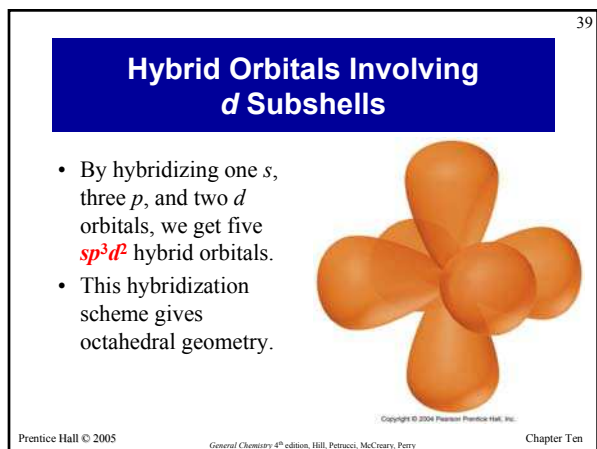 39
Hybrid Orbitals Involving
d Subshells
• By hybridizing one s,
three p, and two d
orbitals, we get five
sp³d² hybrid orbitals.
• This hybridization
scheme gives
octahedral geometry.
Copyright © 2004 Pearson Prentice Hall, Inc.
Prentice Hall © 2005
General Chemistry 4th edition, Hill, Petrucci, McCreary, Perry
Chapter Ten